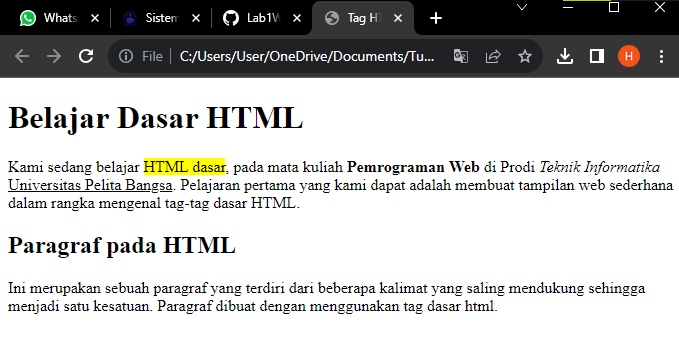 Whats
Sistem
Lab1W
Tag HT
File
C:/Users/User/OneDrive/Documents/Tu...
H
Belajar Dasar HTML
Kami sedang belajar HTML dasar, pada mata kuliah Pemrograman Web di Prodi Teknik Informatika
Universitas Pelita Bangsa. Pelajaran pertama yang kami dapat adalah membuat tampilan web sederhana
dalam rangka mengenal tag-tag dasar HTML.
Paragraf pada HTML
Ini merupakan sebuah paragraf yang terdiri dari beberapa kalimat yang saling mendukung sehingga
menjadi satu kesatuan. Paragraf dibuat dengan menggunakan tag dasar html.